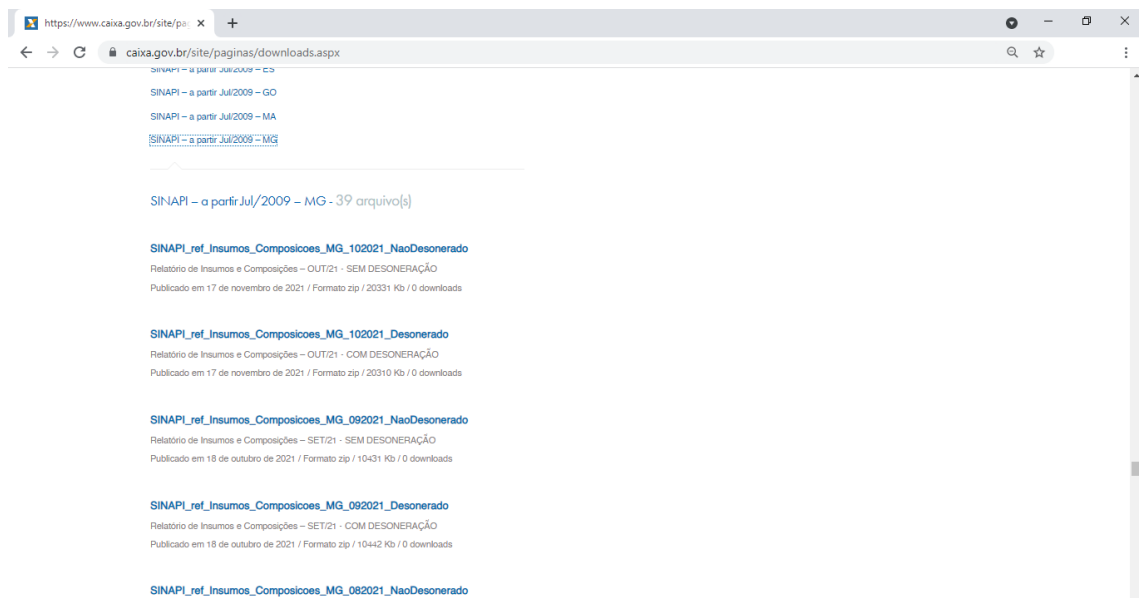 https://www.caixa.gov.br/site/pa
caixa.gov.br/site/paginas/downloads.aspx
SINAPI – a partir Jul/2009 – ES
SINAPI – a partir Jul/2009 – GO
SINAPI – a partir Jul/2009 – MA
SINAPI – a partir Jul/2009 – MG
SINAPI – a partir Jul/2009 – MG - 39 arquivo(s)
SINAPI_ref_Insumos_Composicoes_MG_102021_NaoDesonerado
Relatório de Insumos e Composições – OUT/21 - SEM DESONERAÇÃO
Publicado em 17 de novembro de 2021 / Formato zip / 20331 Kb / 0 downloads
SINAPI_ref_Insumos_Composicoes_MG_102021_Desonerado
Relatório de Insumos e Composições – OUT/21 - COM DESONERAÇÃO
Publicado em 17 de novembro de 2021 / Formato zip / 20310 Kb / 0 downloads
SINAPI_ref_Insumos_Composicoes_MG_092021_NaoDesonerado
Relatório de Insumos e Composições – SET/21 - SEM DESONERAÇÃO
Publicado em 18 de outubro de 2021 / Formato zip / 10431 Kb / 0 downloads
SINAPI_ref_Insumos_Composicoes_MG_092021_Desonerado
Relatório de Insumos e Composições – SET/21 - COM DESONERAÇÃO
Publicado em 18 de outubro de 2021 / Formato zip / 10442 Kb / 0 downloads
SINAPI_ref_Insumos_Composicoes_MG_082021_NaoDesonerado